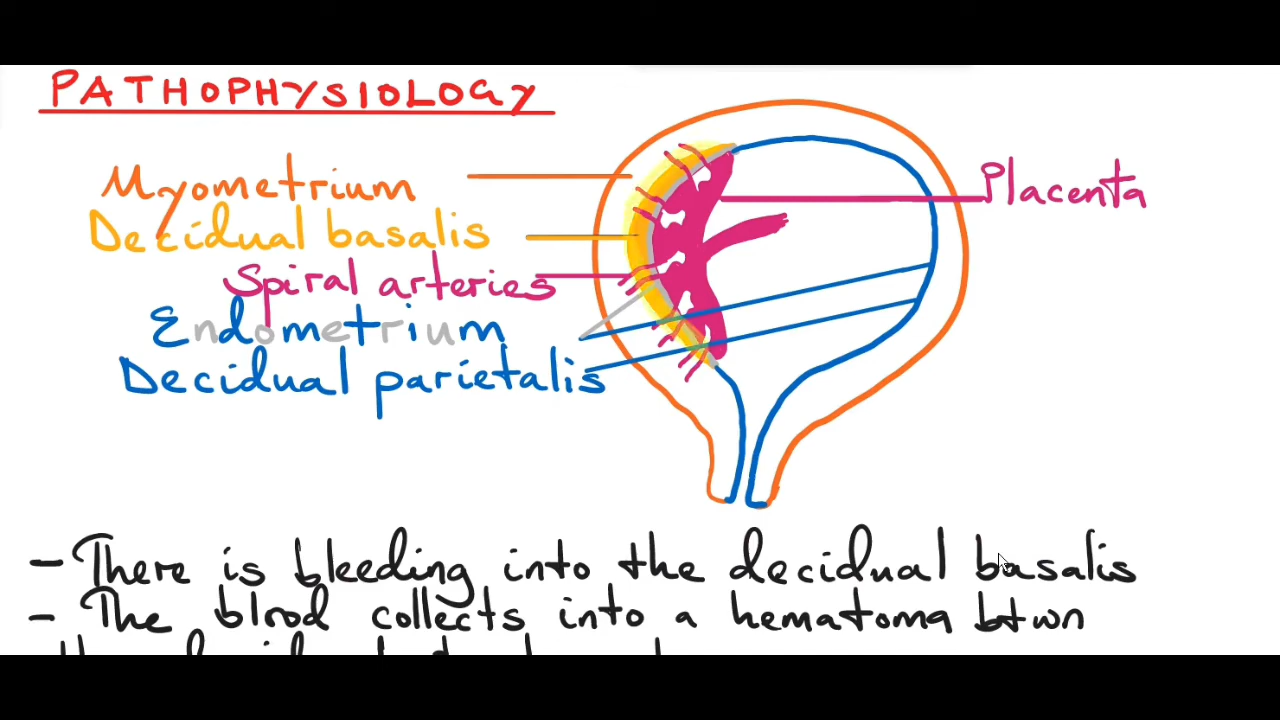 PATHOPHYSIOLOGY
Myometrium
Placenta
Decidual basalis
Spiral arteries
Endometrium
Decidual parietalis
- There is bleeding into the decidual basalis
- The blood collects into a hematoma btwn